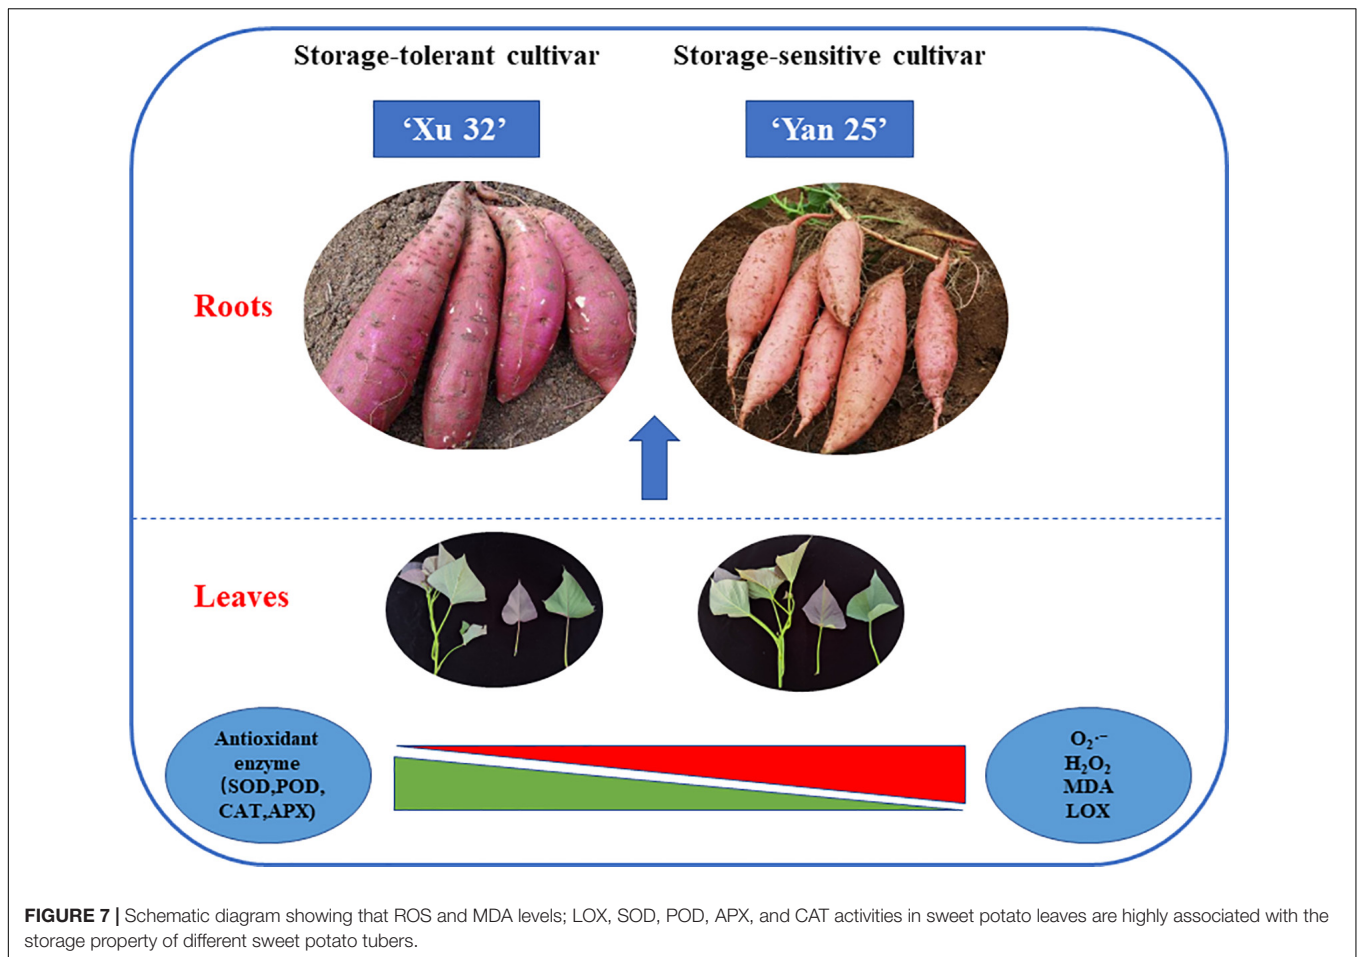 Storage-tolerant cultivar
Storage-sensitive cultivar
‘Xu 32’
‘Yan 25’
Roots
Leaves
Antioxidant
enzyme
(SOD,POD,
CAT,APX)
O₂·⁻
H₂O₂
MDA
LOX
FIGURE 7 | Schematic diagram showing that ROS and MDA levels; LOX, SOD, POD, APX, and CAT activities in sweet potato leaves are highly associated with the
storage property of different sweet potato tubers.